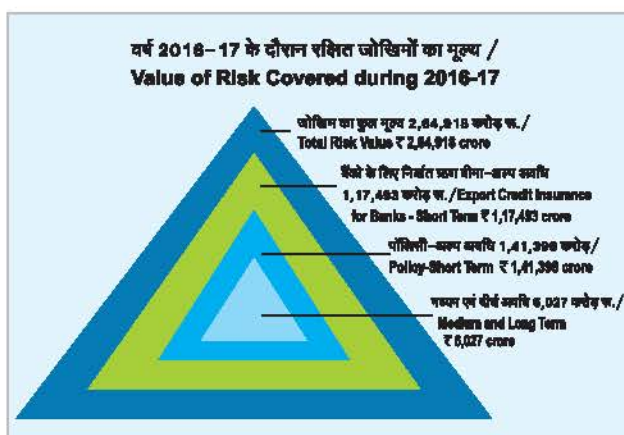 वर्ष 2016–17 के दौरान रक्षित जोखिमों का मूल्य /
Value of Risk Covered during 2016-17
जोखिम का कुल मूल्य 2,64,916 करोड़ रू./
Total Risk Value ₹ 2,64,916 crore
बैंको के लिए निर्यात ऋण बीमा–अल्प अवधि
1,17,493 करोड़ रू./Export Credit Insurance
for Banks - Short Term ₹ 1,17,493 crore
पॉलिसी–अल्प अवधि 1,41,396 करोड़/
Policy-Short Term ₹ 1,41,396 crore
मध्यम एवं दीर्घ अवधि 6,027 करोड़ रू./
Medium and Long Term
₹ 6,027 crore